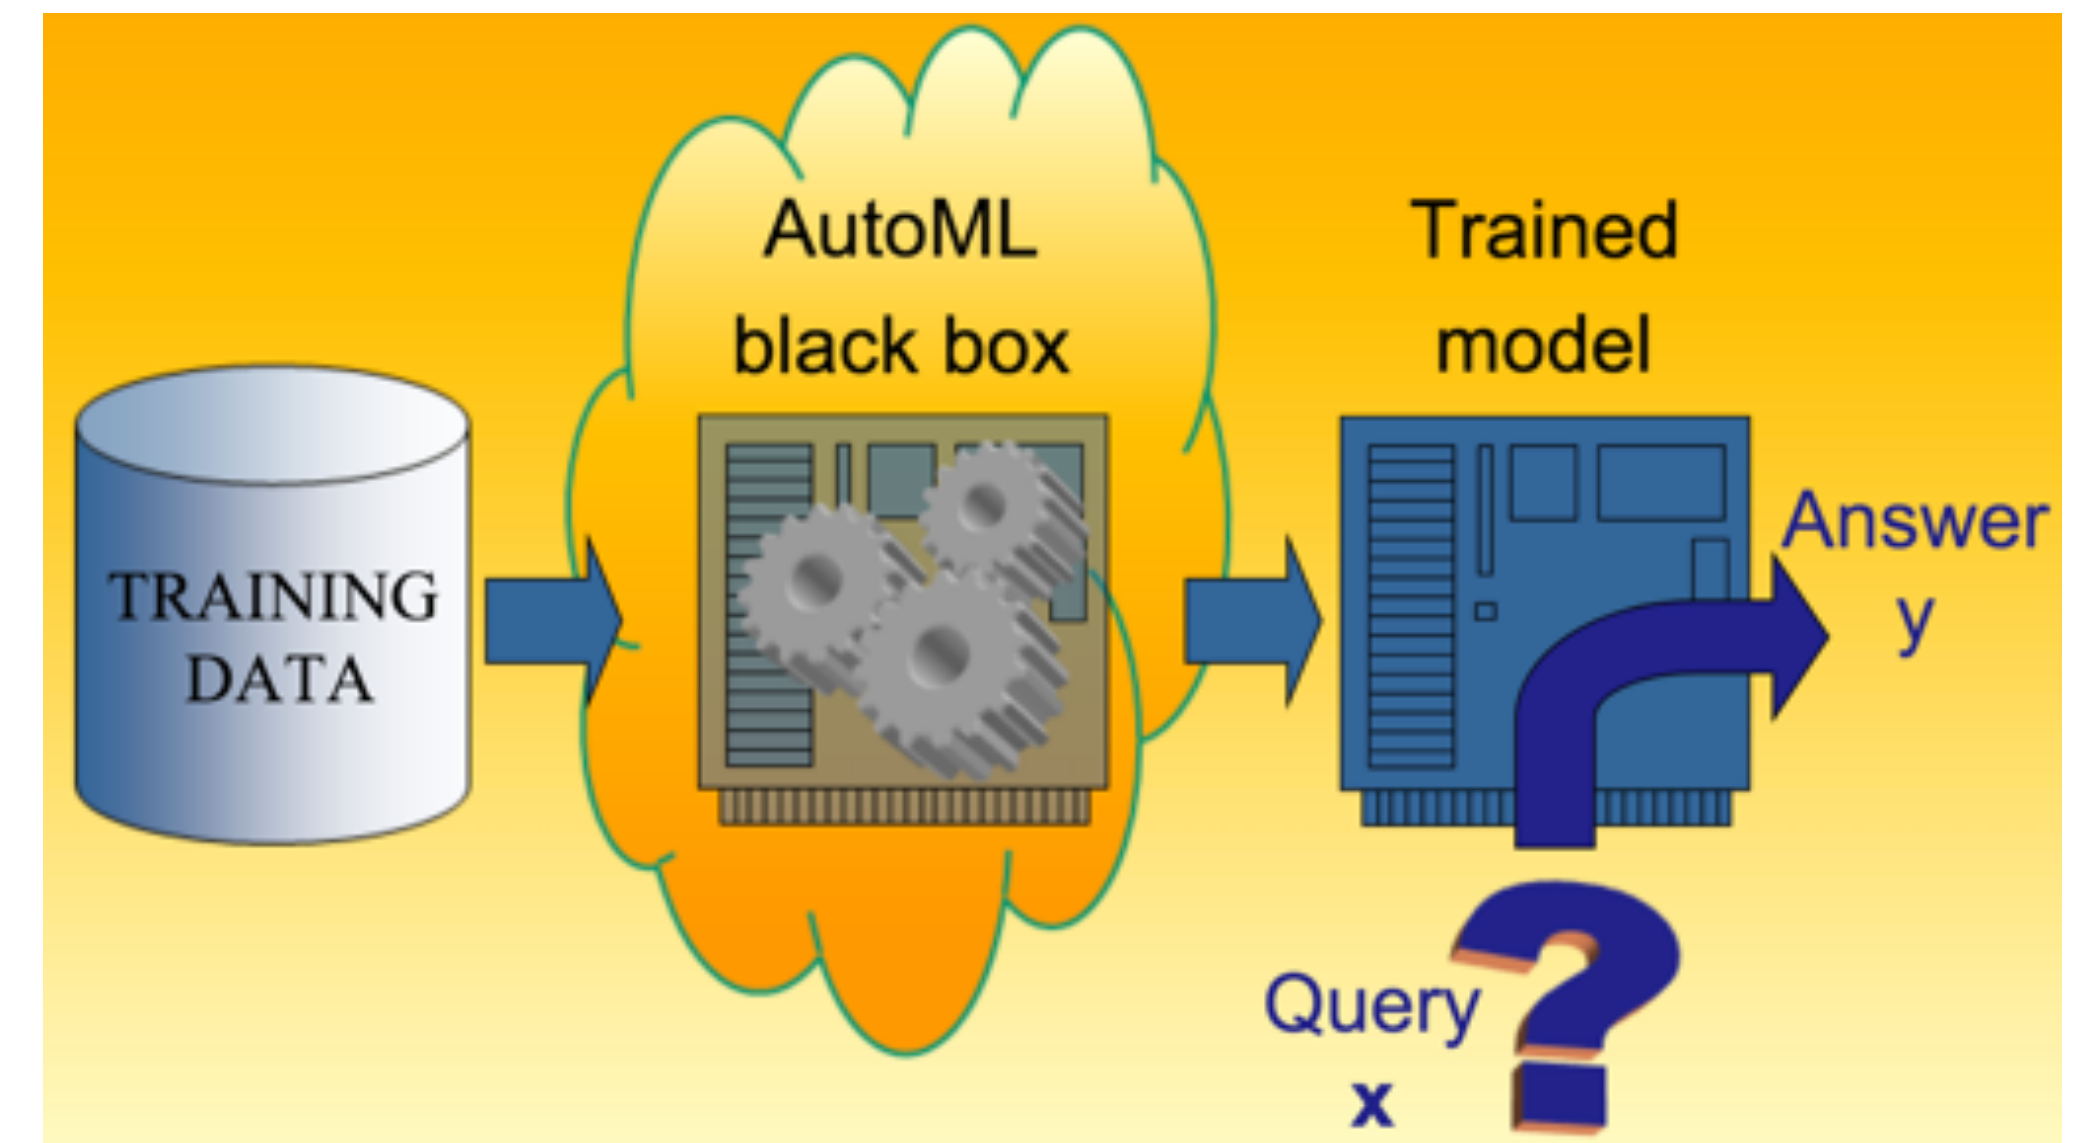 TRAINING
DATA
AutoML
black box
Trained
model
Answer
y
Query
x
?